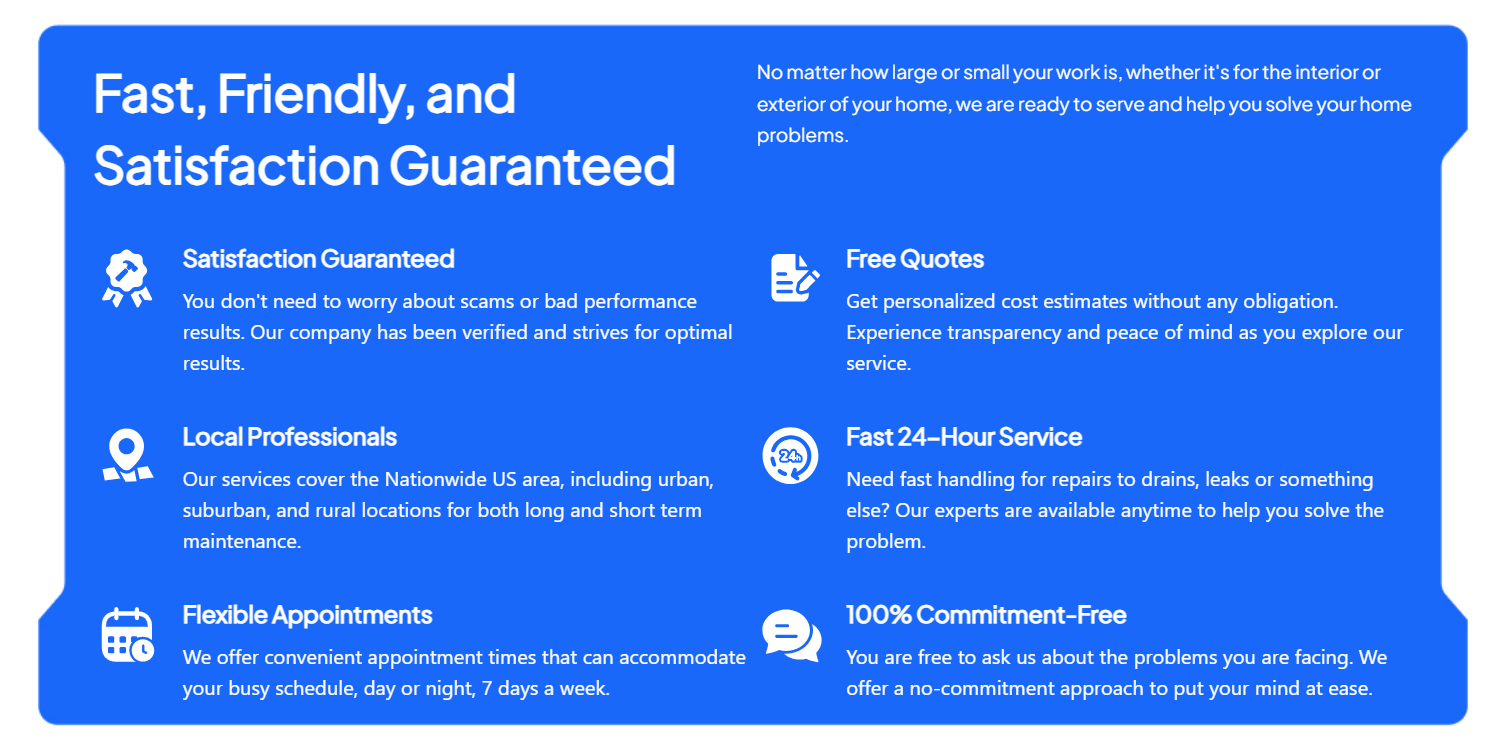 Fast, Friendly, and
Satisfaction Guaranteed
No matter how large or small your work is, whether it's for the interior or
exterior of your home, we are ready to serve and help you solve your home
problems.
Satisfaction Guaranteed
You don't need to worry about scams or bad performance
results. Our company has been verified and strives for optimal
results.
Free Quotes
Get personalized cost estimates without any obligation.
Experience transparency and peace of mind as you explore our
service.
Local Professionals
Our services cover the Nationwide US area, including urban,
suburban, and rural locations for both long and short term
maintenance.
24h
Fast 24–Hour Service
Need fast handling for repairs to drains, leaks or something
else? Our experts are available anytime to help you solve the
problem.
Flexible Appointments
We offer convenient appointment times that can accommodate
your busy schedule, day or night, 7 days a week.
100% Commitment-Free
You are free to ask us about the problems you are facing. We
offer a no-commitment approach to put your mind at ease.